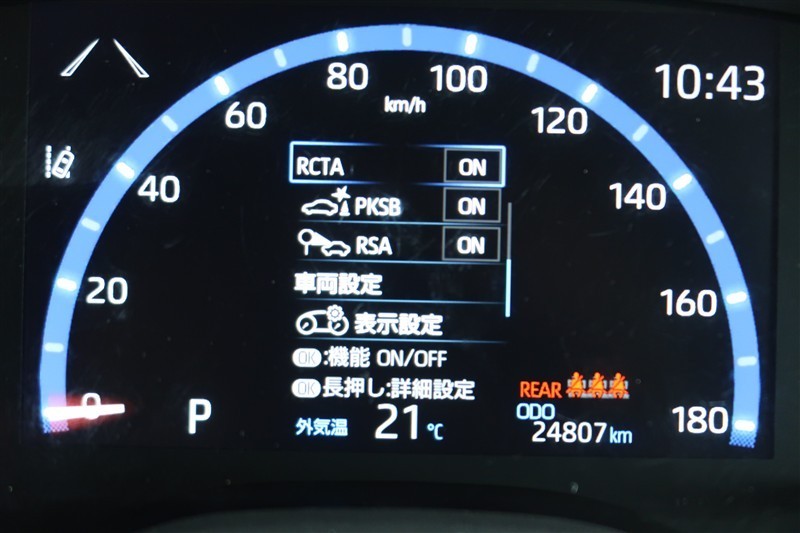 80
100
km/h
10:43
60
120
RCTA ON
40
PKSB ON
140
RSA ON
20
車両設定
160
表示設定
OK:機能 ON/OFF
OK長押し:詳細設定
REAR
0
P
外気温 21℃
ODO
24807km
180